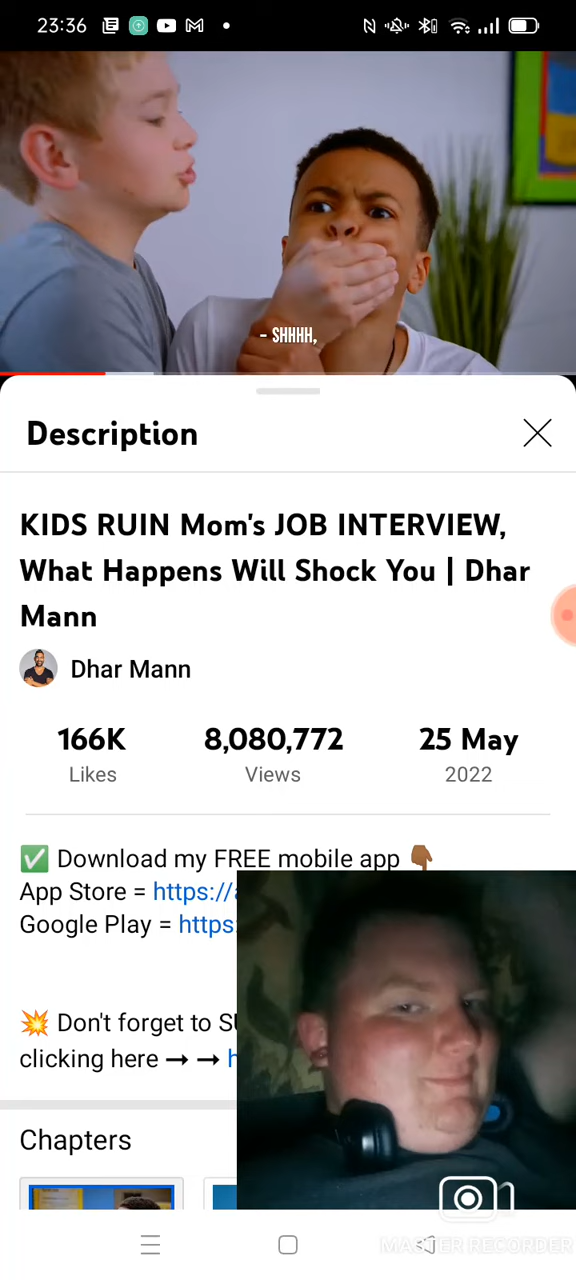 23:36
- SHHHH,
Description
KIDS RUIN Mom's JOB INTERVIEW,
What Happens Will Shock You | Dhar
Mann
Dhar Mann
166K 8,080,772 25 May
Likes Views 2022
✅ Download my FREE mobile app 👇🏾
App Store = https://
Google Play = https:
💥 Don't forget to
clicking here → →
Chapters
MASTER RECORDER